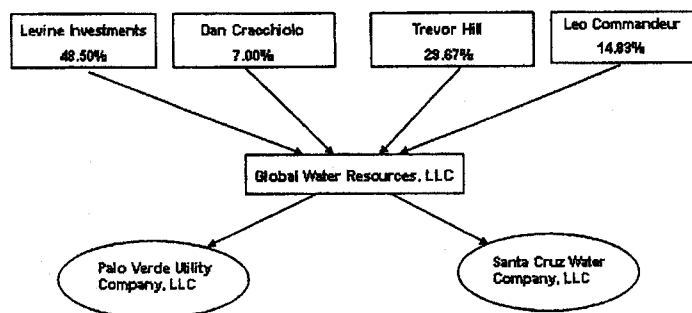 Levine Investments
48.50%
Dan Cracchiolo
7.00%
Trevor Hill
29.67%
Leo Commandeur
14.83%
Global Water Resources, LLC
Palo Verde Utility
Company, LLC
Santa Cruz Water
Company, LLC